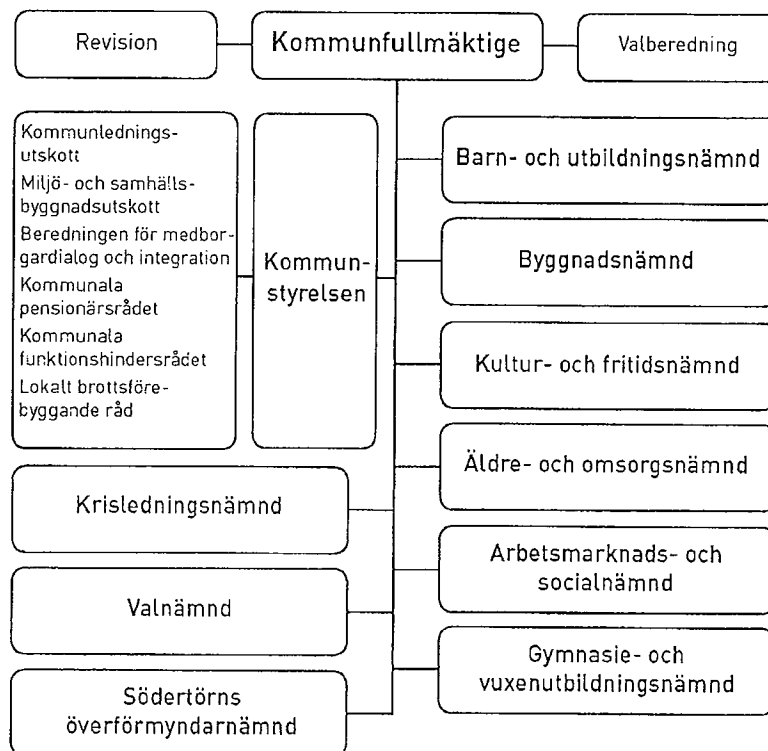 Revision
Kommunfullmäktige
Valberedning
Kommunlednings-
utskott
Miljö- och samhälls-
byggnadsutskott
Beredningen för medbor-
gardialog och integration
Kommunala
pensionärsrådet
Kommunala
funktionshindersrådet
Lokalt brottsföre-
byggande råd
Kommun-
styrelsen
Barn- och utbildningsnämnd
Byggnadsnämnd
Kultur- och fritidsnämnd
Äldre- och omsorgsnämnd
Krisledningsnämnd
Arbetsmarknads- och
socialnämnd
Valnämnd
Gymnasie- och
vuxenutbildningsnämnd
Södertörns
överförmyndarnämnd